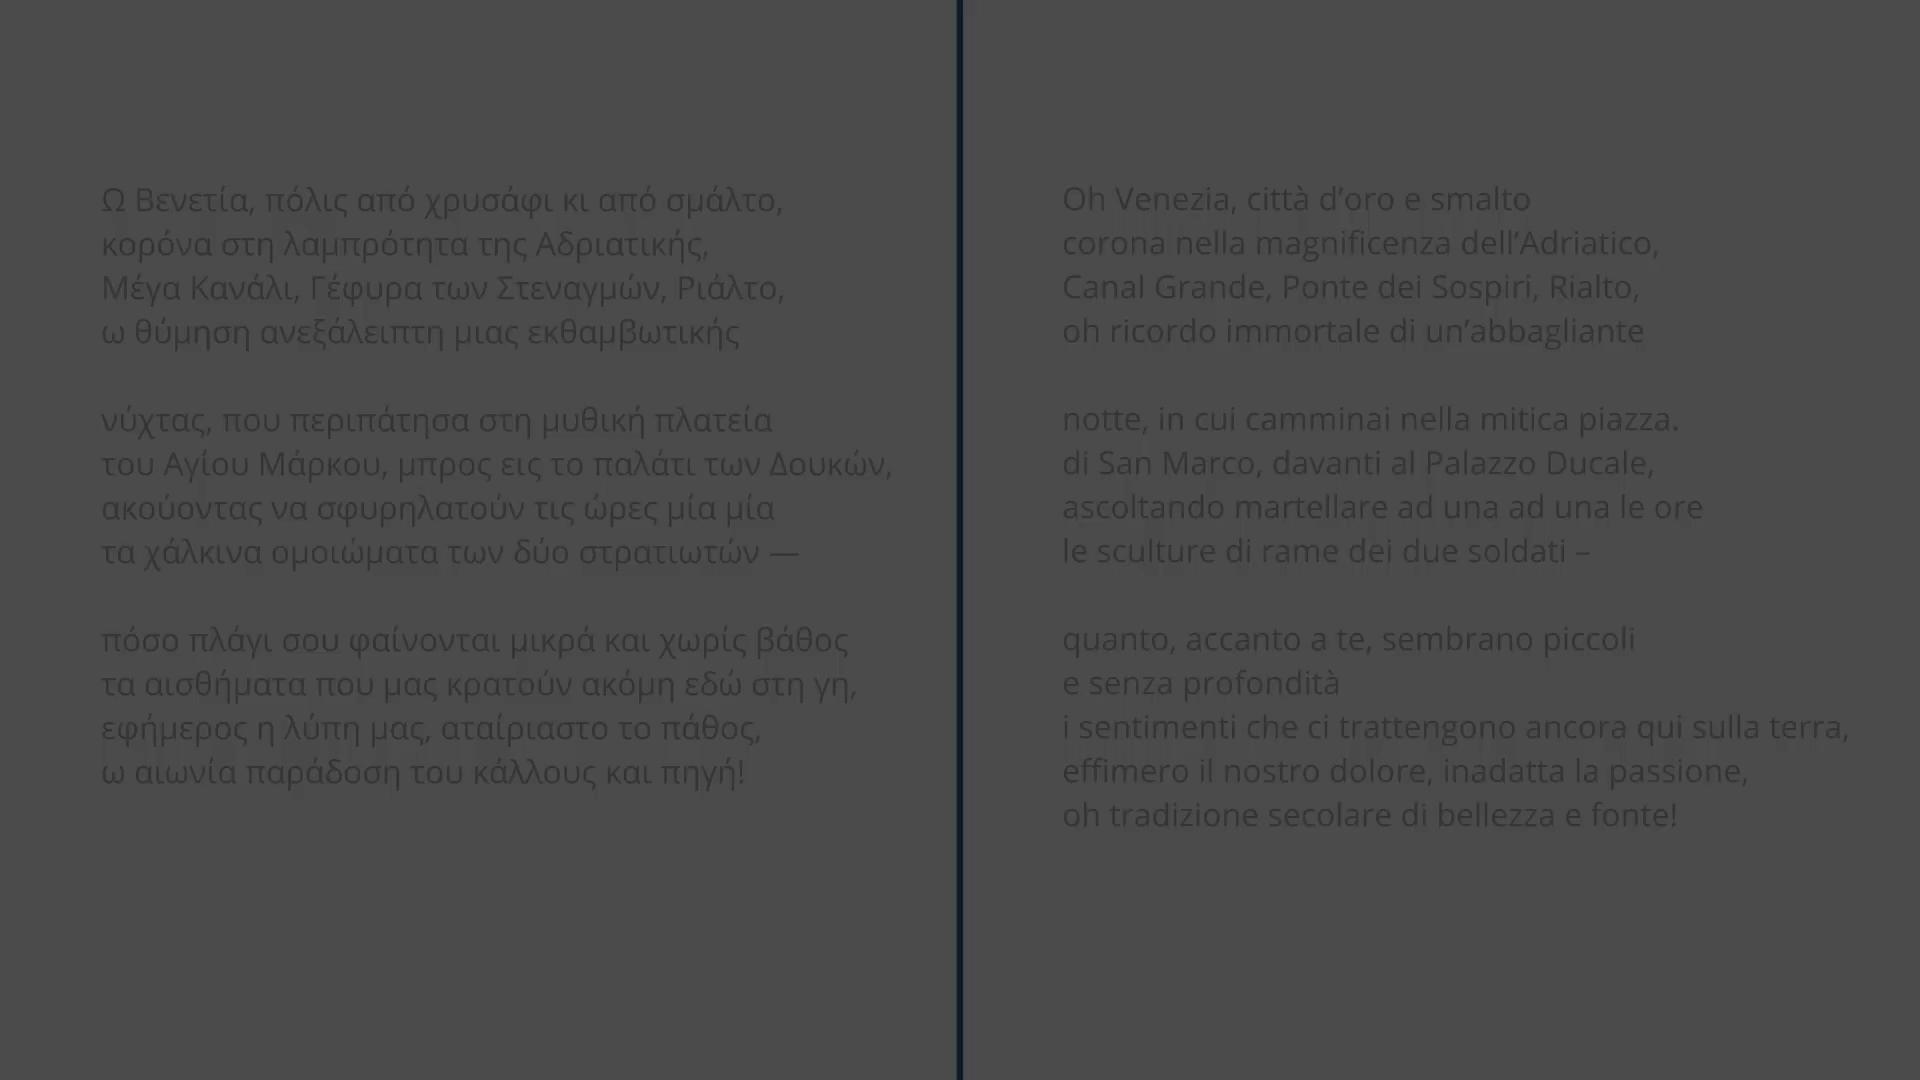 Ω Βενετία, πόλις από χρυσάφι κι από σμάλτο,
κορόνα στη λαμπρότητα της Αδριατικής,
Μέγα Κανάλι, Γέφυρα των Στεναγμών, Ριάλτο,
ω θύμηση ανεξάλειπτη μιας εκθαμβωτικής
νύχτας, που περιπάτησα στη μυθική πλατεία
του Αγίου Μάρκου, μπρος εις το παλάτι των Δουκών,
ακούοντας να σφυρηλατούν τις ώρες μία μία
τα χάλκινα ομοιώματα των δύο στρατιωτών —
πόσο πλάγι σου φαίνονται μικρά και χωρίς βάθος
τα αισθήματα που μας κρατούν ακόμη εδώ στη γη,
εφήμερος η λύπη μας, αταίριαστο το πάθος,
ω αιωνία παράδοση του κάλλους και πηγή!
Oh Venezia, città d’oro e smalto
corona nella magnificenza dell’Adriatico,
Canal Grande, Ponte dei Sospiri, Rialto,
oh ricordo immortale di un’abbagliante
notte, in cui camminai nella mitica piazza.
di San Marco, davanti al Palazzo Ducale,
ascoltando martellare ad una ad una le ore
le sculture di rame dei due soldati –
quanto, accanto a te, sembrano piccoli
e senza profondità
i sentimenti che ci trattengono ancora qui sulla terra,
effimero il nostro dolore, inadatta la passione,
oh tradizione secolare di bellezza e fonte!